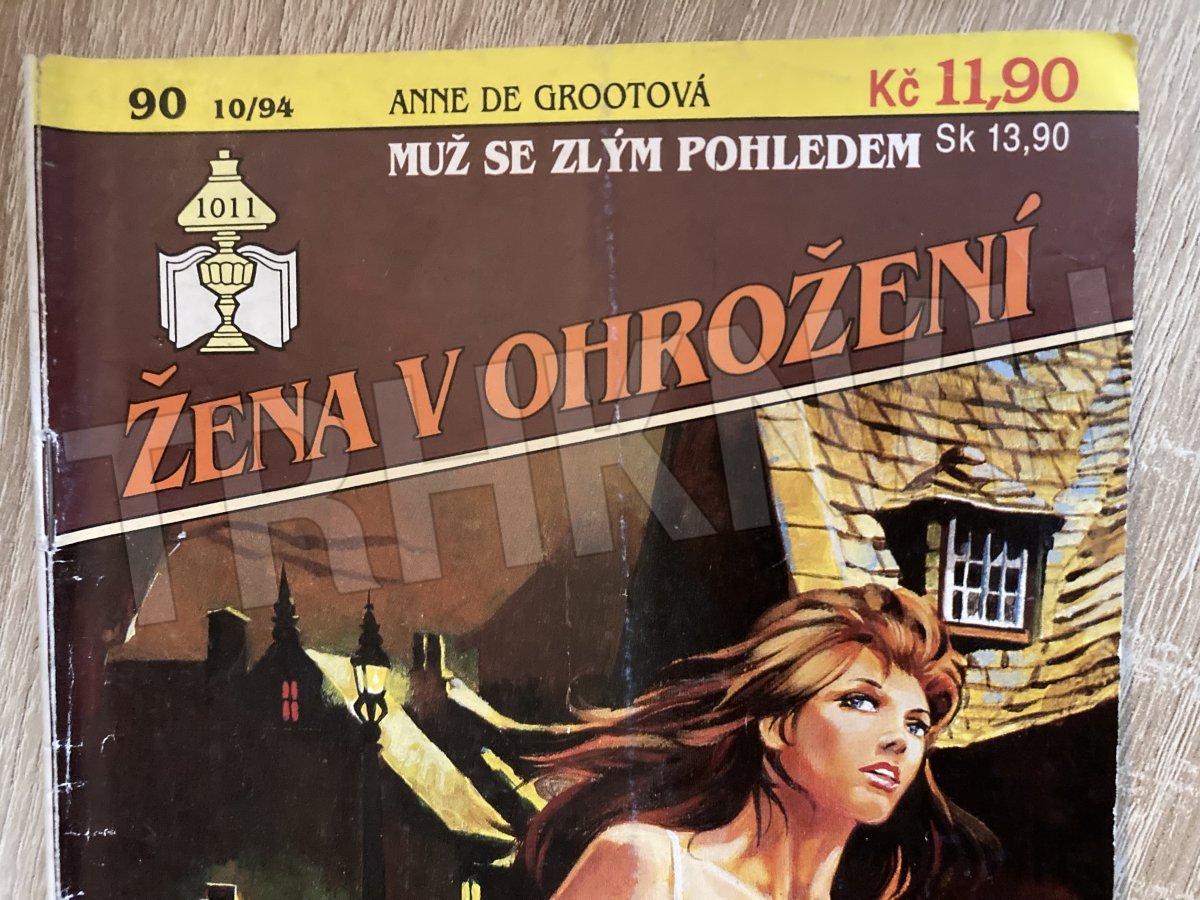 90 10/94 ANNE DE GROOTOVÁ Kč 11,90
MUŽ SE ZLÝM POHLEDEM Sk 13,90
1011
ŽENA V OHROŽENÍ
TRHKNIH